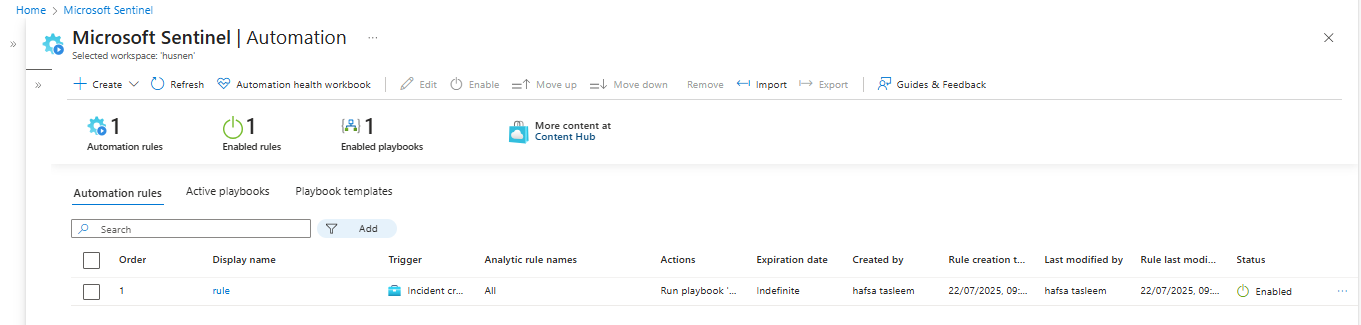 Home > Microsoft Sentinel
Microsoft Sentinel | Automation ...
Selected workspace: 'husnen'
Create Refresh Automation health workbook Edit Enable Move up Move down Remove Import Export Guides & Feedback
1 1 1
Automation rules Enabled rules Enabled playbooks
More content at
Content Hub
Automation rules Active playbooks Playbook templates
Search Add
Order Display name Trigger Analytic rule names Actions Expiration date Created by Rule creation t... Last modified by Rule last modi... Status
1 rule Incident cr... All Run playbook '... Indefinite hafsa tasleem 22/07/2025, 09:... hafsa tasleem 22/07/2025, 09:... Enabled ...